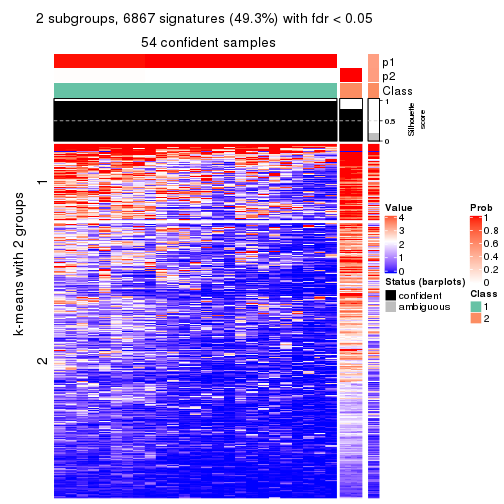 2 subgroups, 6867 signatures (49.3%) with fdr < 0.05
54 confident samples
p1
p2
Class
1
0.5
0
Silhouette
score
k-means with 2 groups
1
2
Value
4
3
2
1
0
Status (barplots)
confident
ambiguous
Prob
1
0.8
0.6
0.4
0.2
0
Class
1
2